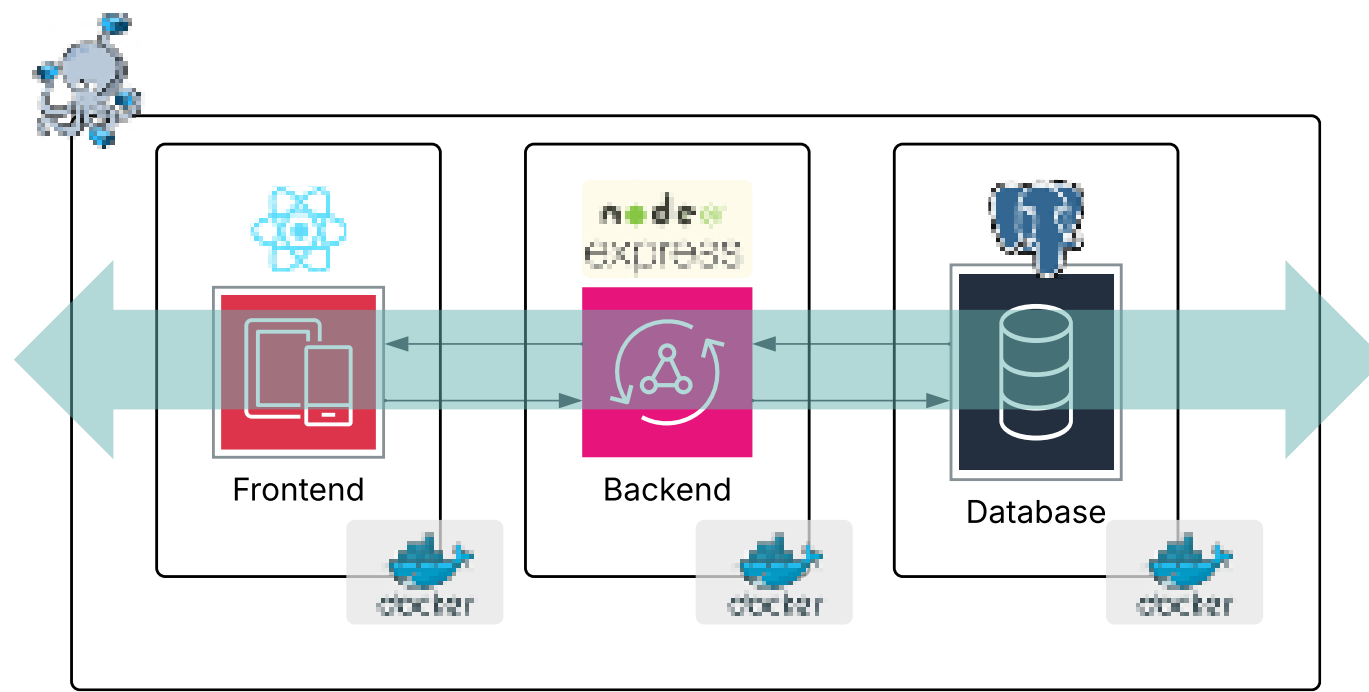 node
express
Frontend
Backend
Database
docker
docker
docker